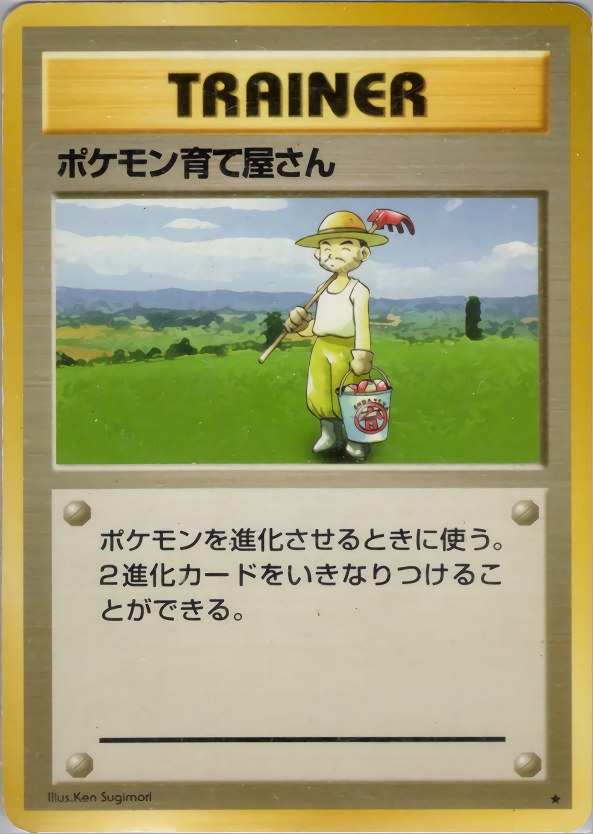 TRAINER
ポケモン育て屋さん
ポケモンを進化させるときに使う。
2進化カードをいきなりつけるこ
とができる。
Illus. Ken Sugimori